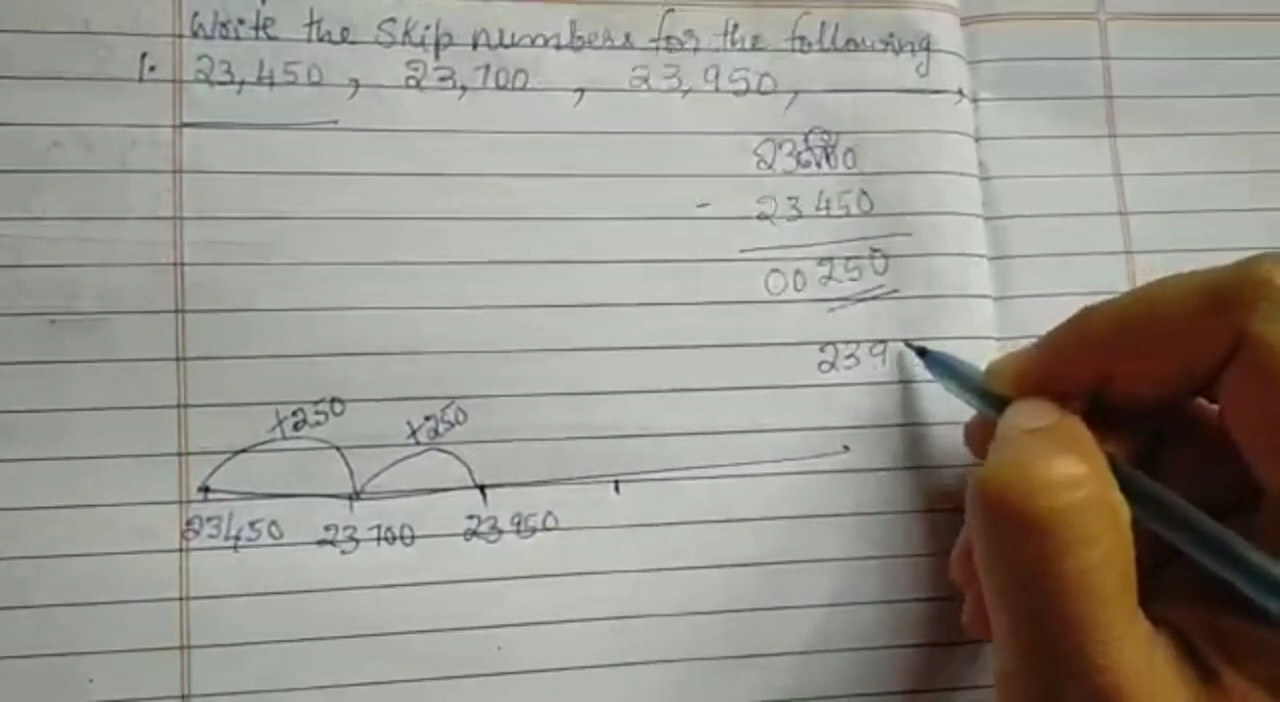 Write the Skip numbers for the following
1. 23,450, 23,700, 23,950,
- 23450
00250
239
+250 +250
23450 23700 23950